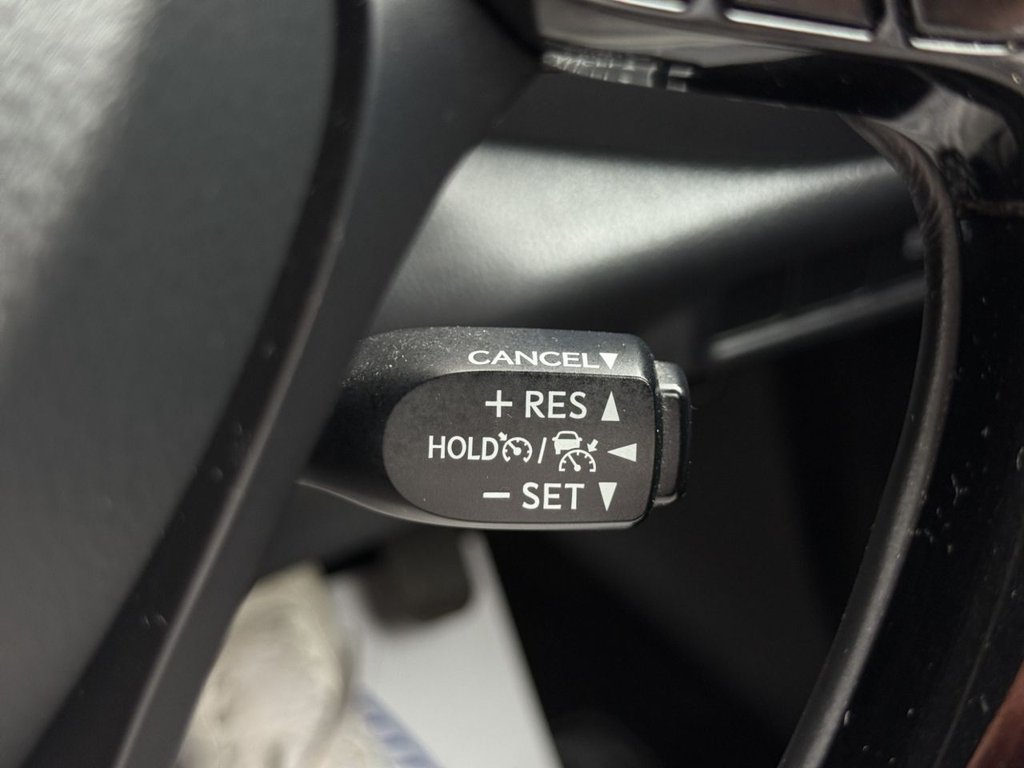 CANCEL▼
+ RES ▲
HOLD / ◀
– SET ▼